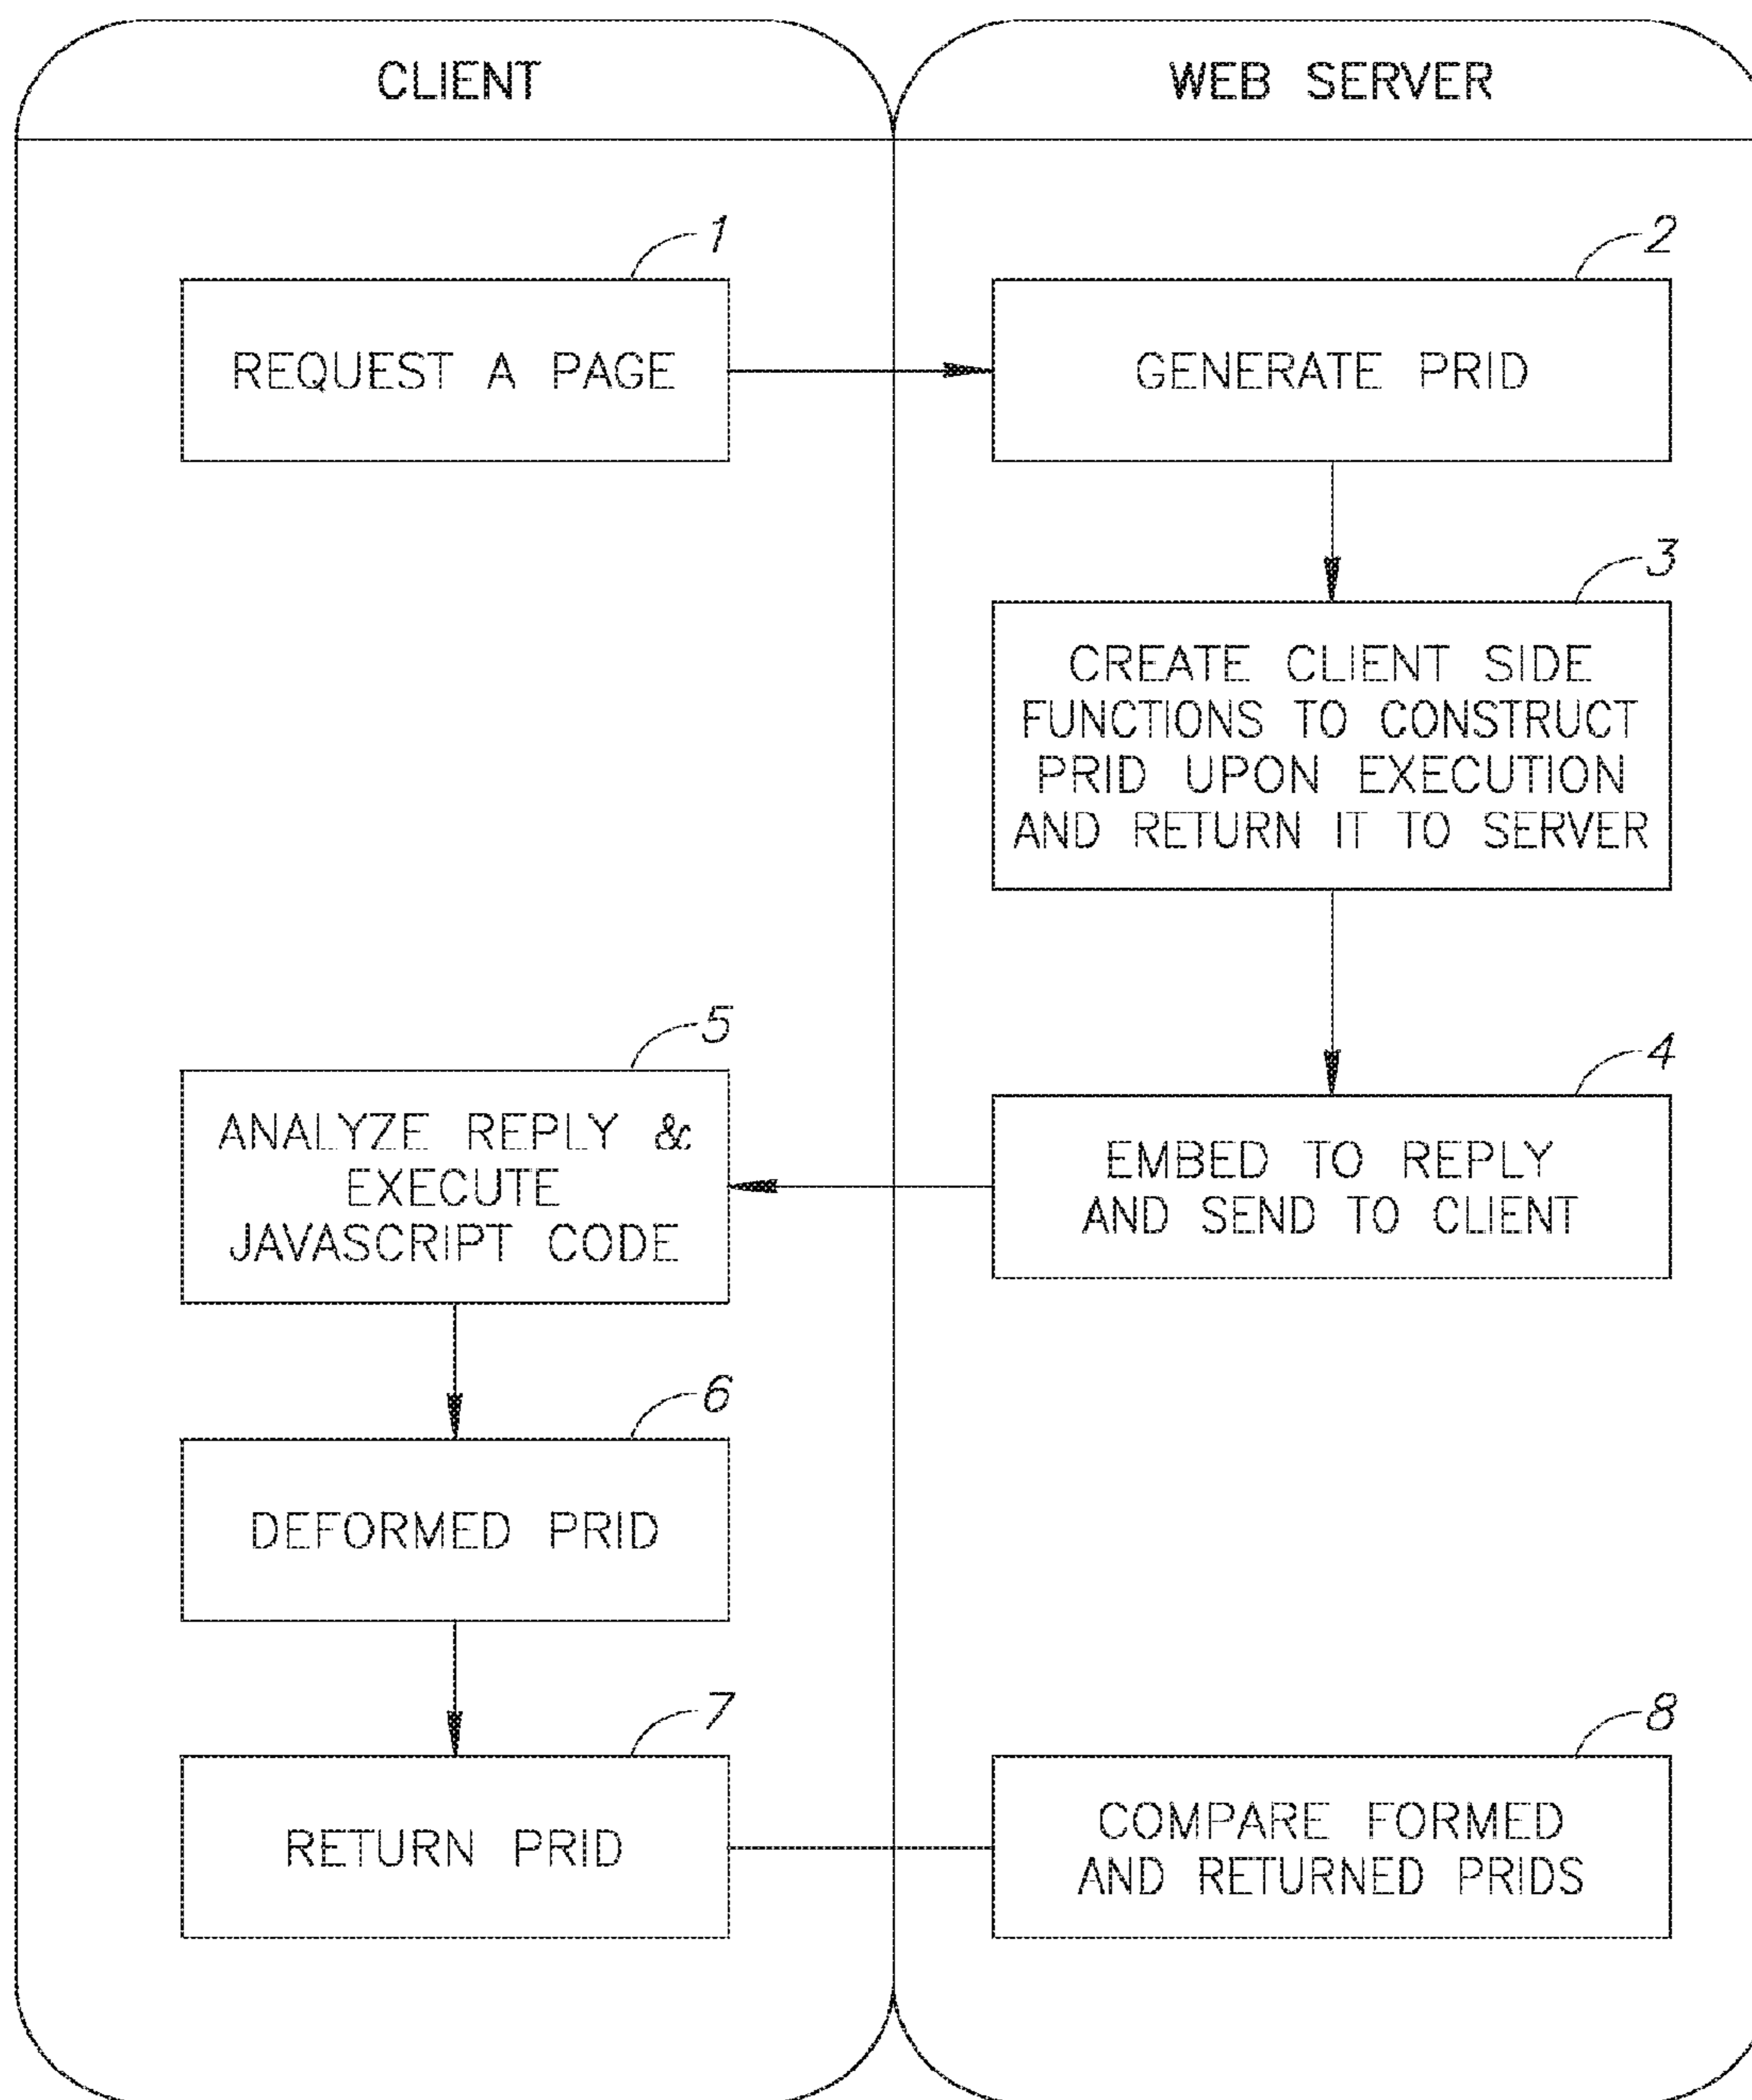 CLIENT
WEB SERVER
1
REQUEST A PAGE
2
GENERATE PRID
3
CREATE CLIENT SIDE
FUNCTIONS TO CONSTRUCT
PRID UPON EXECUTION
AND RETURN IT TO SERVER
4
EMBED TO REPLY
AND SEND TO CLIENT
5
ANALYZE REPLY &
EXECUTE
JAVASCRIPT CODE
6
DEFORMED PRID
7
RETURN PRID
8
COMPARE FORMED
AND RETURNED PRIDS